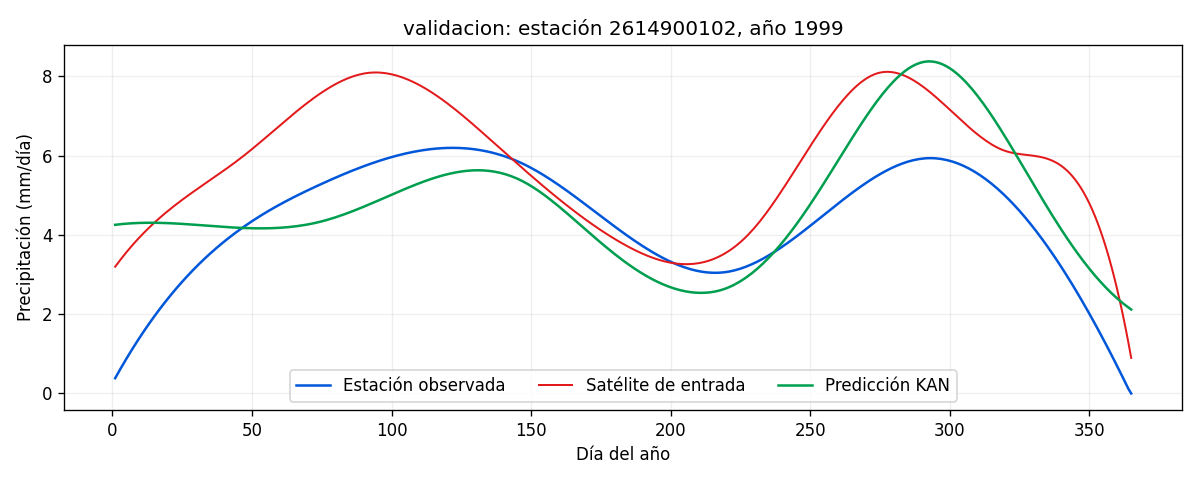 validacion: estación 2614900102, año 1999
Precipitación (mm/día)
8
6
4
2
0
Estación observada
Satélite de entrada
Predicción KAN
0 50 100 150 200 250 300 350
Día del año